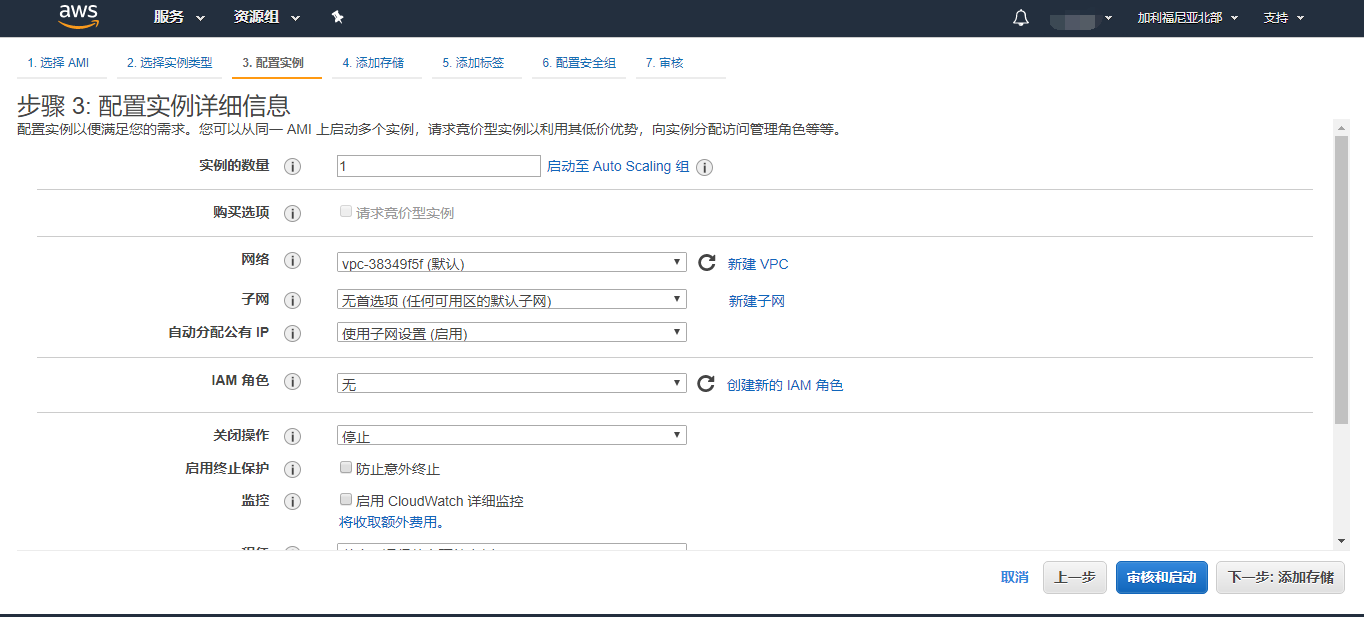 aws 服务 资源组 加利福尼亚北部 支持
1. 选择 AMI 2. 选择实例类型 3. 配置实例 4. 添加存储 5. 添加标签 6. 配置安全组 7. 审核
步骤 3: 配置实例详细信息
配置实例以便满足您的需求。您可以从同一 AMI 上启动多个实例，请求竞价型实例以利用其低价优势，向实例分配访问管理角色等等。
实例的数量 1 启动至 Auto Scaling 组
购买选项 请求竞价型实例
网络 vpc-38349f5f (默认) 新建 VPC
子网 无首选项 (任何可用区的默认子网) 新建子网
自动分配公有 IP 使用子网设置 (启用)
IAM 角色 无 创建新的 IAM 角色
关闭操作 停止
启用终止保护 防止意外终止
监控 启用 CloudWatch 详细监控
将收取额外费用。
取消 上一步 审核和启动 下一步: 添加存储